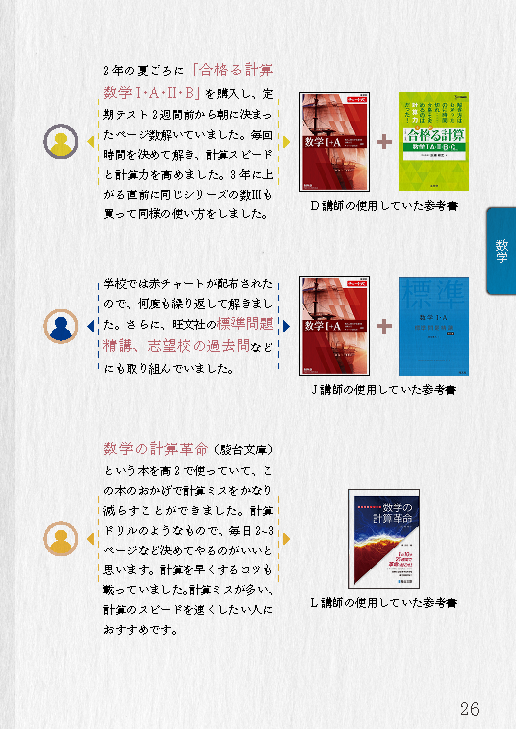 2年の夏ごろに「合格る計算
数学Ⅰ・A・Ⅱ・B」を購入し、定
期テスト2週間前から朝に決まっ
たページ数解いていました。毎回
時間を決めて解き、計算スピード
と計算力を高めました。3年に上
がる直前に同じシリーズの数Ⅲも
買って同様の使い方をしました。
チャート式
数学Ⅰ+A
+
合格る計算
数学ⅠA・Ⅱ・B・C
D講師の使用していた参考書
数学
学校では赤チャートが配布された
ので、何度も繰り返して解きまし
た。さらに、旺文社の標準問題
精講、志望校の過去問など
にも取り組んでいました。
チャート式
数学Ⅰ+A
+
標準
数学Ⅰ・A
J講師の使用していた参考書
数学の計算革命（駿台文庫）
という本を高2で使っていて、こ
の本のおかげで計算ミスをかなり
減らすことができました。計算
ドリルのようなもので、毎日2~3
ページなど決めてやるのがいいと
思います。計算を早くするコツも
載っていました。計算ミスが多い、
計算のスピードを速くしたい人に
おすすめです。
数学の
計算革命
L講師の使用していた参考書
26